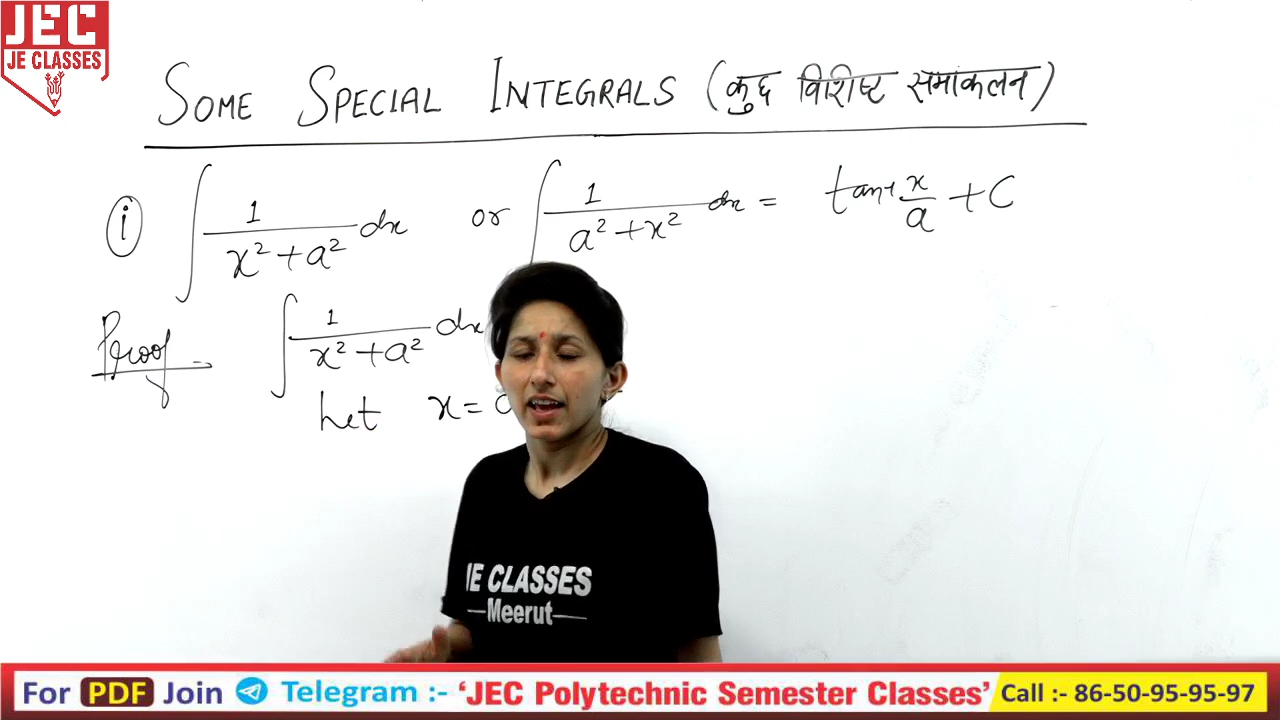 JEC
JE CLASSES
SOME SPECIAL INTEGRALS (कुछ विशिष्ट समाकलन)
(i) ∫ 1/(x² + a²) dx or ∫ 1/(a² + x²) dx = tan⁻¹ x/a + C
Proof - ∫ 1/(x² + a²) dx
Let x =
JE CLASSES
—Meerut—
For PDF Join Telegram :- ‘JEC Polytechnic Semester Classes’ Call :- 86-50-95-95-97